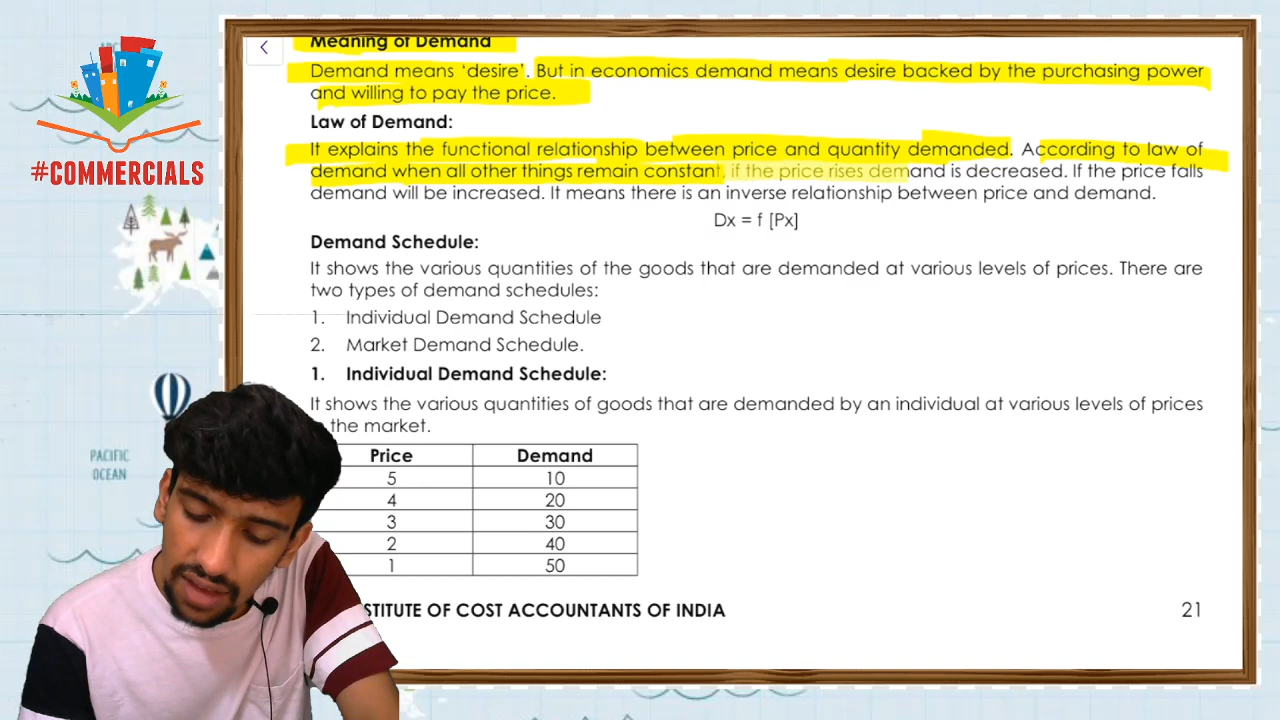 Meaning of Demand
Demand means ‘desire’. But in economics demand means desire backed by the purchasing power
and willing to pay the price.
Law of Demand:
It explains the functional relationship between price and quantity demanded. According to law of
demand when all other things remain constant, if the price rises demand is decreased. If the price falls
demand will be increased. It means there is an inverse relationship between price and demand.
Dx = f [Px]
Demand Schedule:
It shows the various quantities of the goods that are demanded at various levels of prices. There are
two types of demand schedules:
1. Individual Demand Schedule
2. Market Demand Schedule.
1. Individual Demand Schedule:
It shows the various quantities of goods that are demanded by an individual at various levels of prices
the market.
Price Demand
5 10
4 20
3 30
2 40
1 50
STITUTE OF COST ACCOUNTANTS OF INDIA 21
#COMMERCIALS
PACIFIC
OCEAN